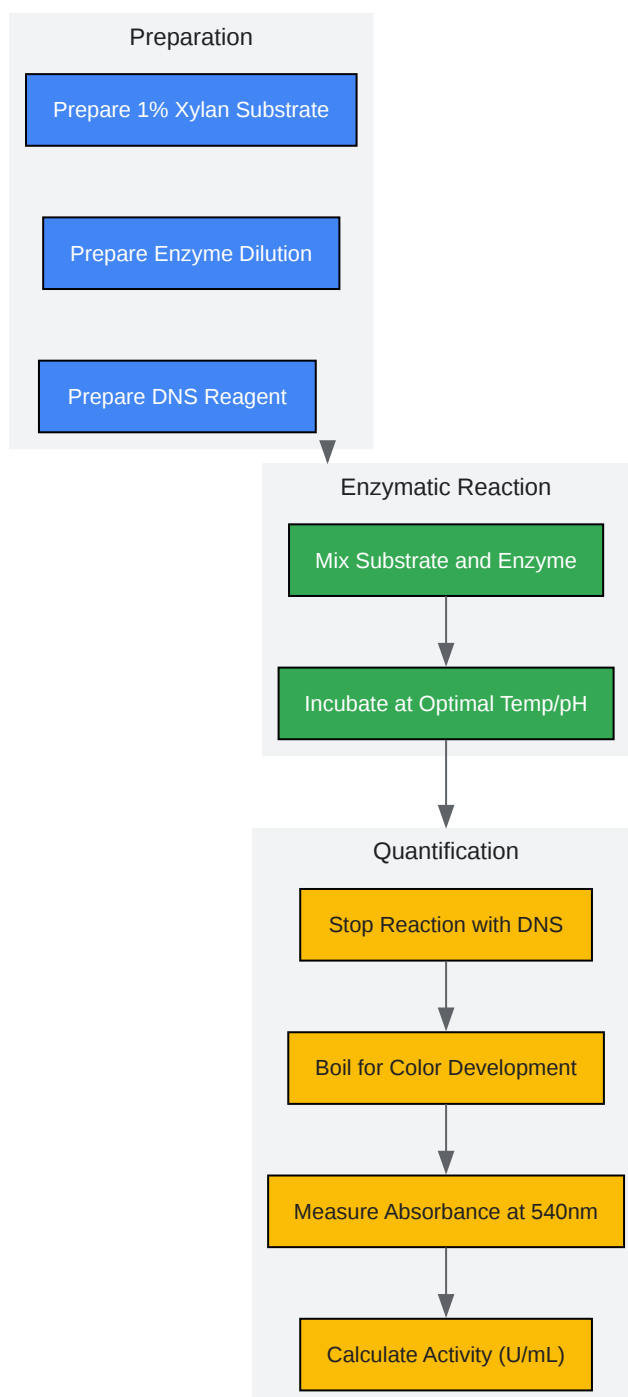 Preparation
Prepare 1% Xylan Substrate
Prepare Enzyme Dilution
Prepare DNS Reagent
Enzymatic Reaction
Mix Substrate and Enzyme
Incubate at Optimal Temp/pH
Quantification
Stop Reaction with DNS
Boil for Color Development
Measure Absorbance at 540nm
Calculate Activity (U/mL)